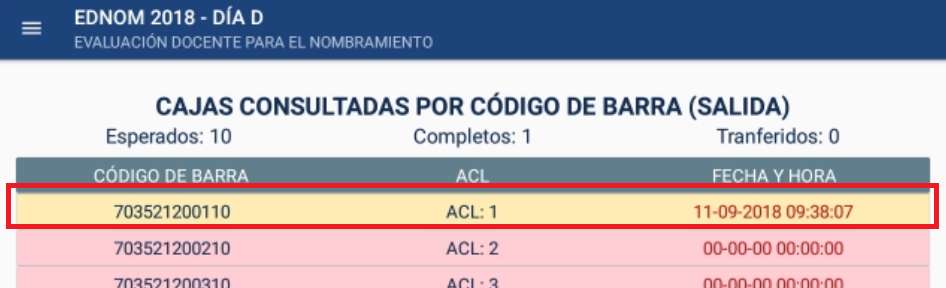 EDNOM 2018 - DÍA D
EVALUACIÓN DOCENTE PARA EL NOMBRAMIENTO
CAJAS CONSULTADAS POR CÓDIGO DE BARRA (SALIDA)
Esperados: 10 Completos: 1 Tranferidos: 0
CÓDIGO DE BARRA ACL FECHA Y HORA
703521200110 ACL: 1 11-09-2018 09:38:07
703521200210 ACL: 2 00-00-00 00:00:00
703521200310 ACL: 3 00-00-00 00:00:00